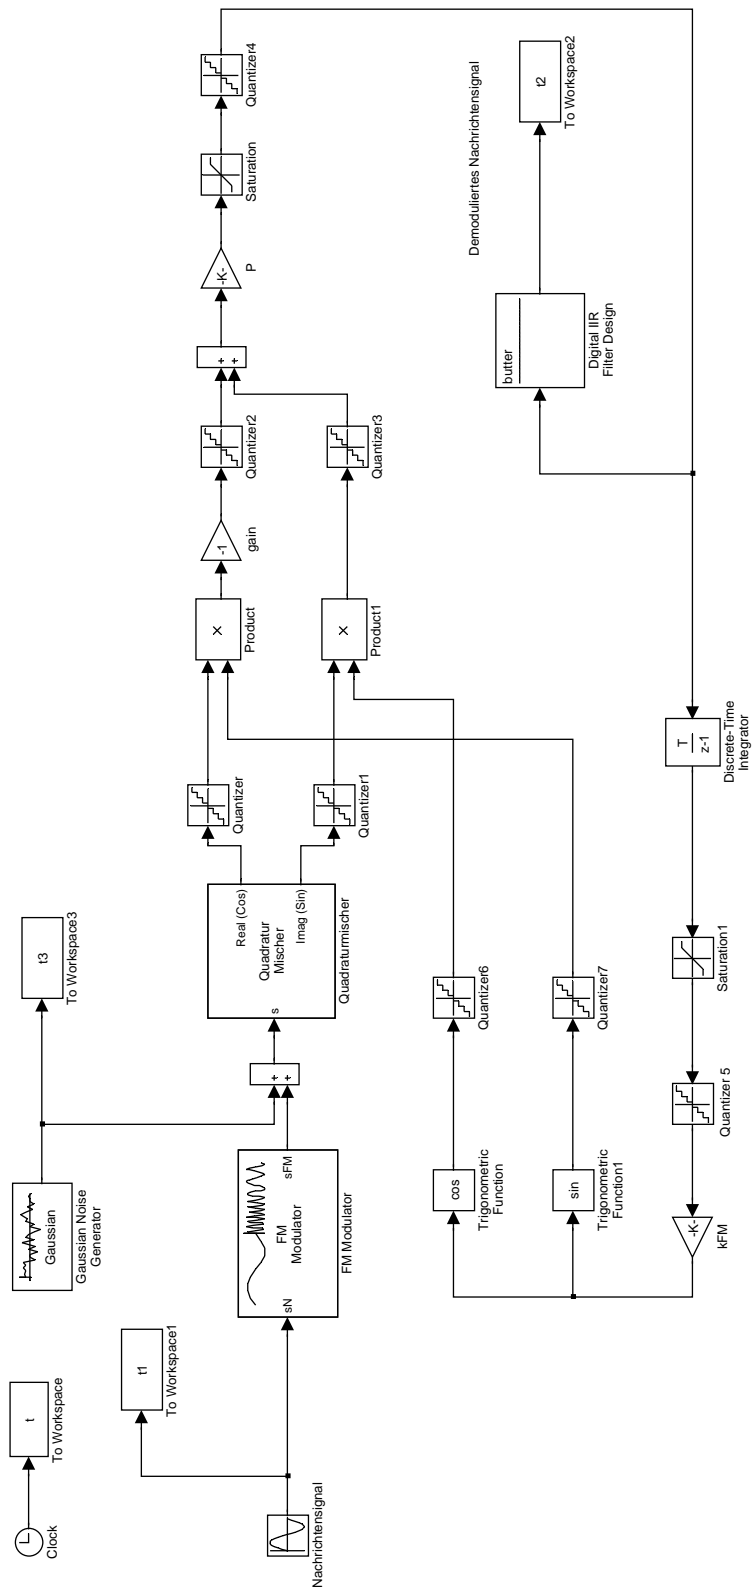 Clock
t
To Workspace
Nachrichtensignal
t1
To Workspace1
Gaussian
Gaussian Noise
Generator
t3
To Workspace3
sN
FM
Modulator
sFM
FM Modulator
+
+
s
Real (Cos)
Quadratur
Mischer
Imag (Sin)
Quadraturmischer
Quantizer
Quantizer1
×
Product
×
Product1
-1
gain
Quantizer2
Quantizer3
+
+
-K-
P
Saturation
Quantizer4
cos
Trigonometric
Function
sin
Trigonometric
Function1
Quantizer6
Quantizer7
butter
Digital IIR
Filter Design
Demoduliertes Nachrichtensignal
t2
To Workspace2
-K-
kFM
Quantizer 5
Saturation1
T
z-1
Discrete-Time
Integrator